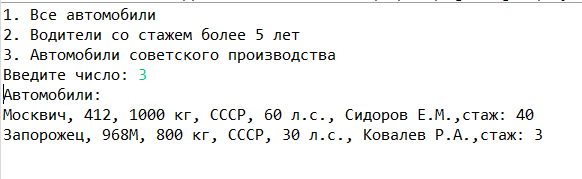 1. Все автомобили
2. Водители со стажем более 5 лет
3. Автомобили советского производства
Введите число: 3
Автомобили:
Москвич, 412, 1000 кг, СССР, 60 л.с., Сидоров Е.М.,стаж: 40
Запорожец, 968М, 800 кг, СССР, 30 л.с., Ковалев Р.А.,стаж: 3